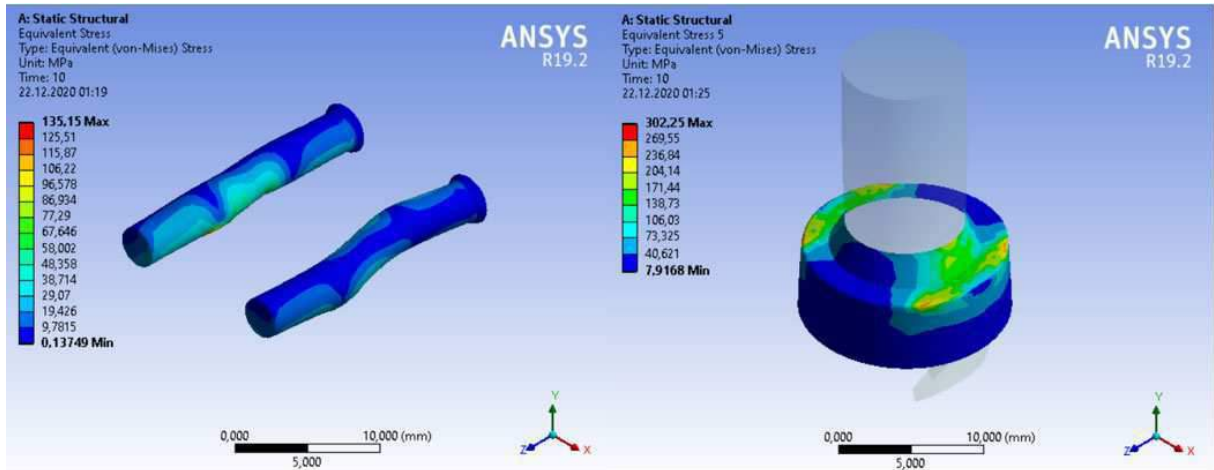 A: Static Structural
Equivalent Stress
Type: Equivalent (von-Mises) Stress
Unit: MPa
Time: 10
22.12.2020 01:19
ANSYS
R19.2
135,15 Max
125,51
115,87
106,22
96,578
86,934
77,29
67,646
58,002
48,358
38,714
29,07
19,426
9,7815
0,13749 Min
0,000 10,000 (mm)
5,000
Y
Z X
A: Static Structural
Equivalent Stress 5
Type: Equivalent (von-Mises) Stress
Unit: MPa
Time: 10
22.12.2020 01:25
ANSYS
R19.2
302,25 Max
269,55
236,84
204,14
171,44
138,73
106,03
73,325
40,621
7,9168 Min
0,000 10,000 (mm)
5,000
Y
Z X